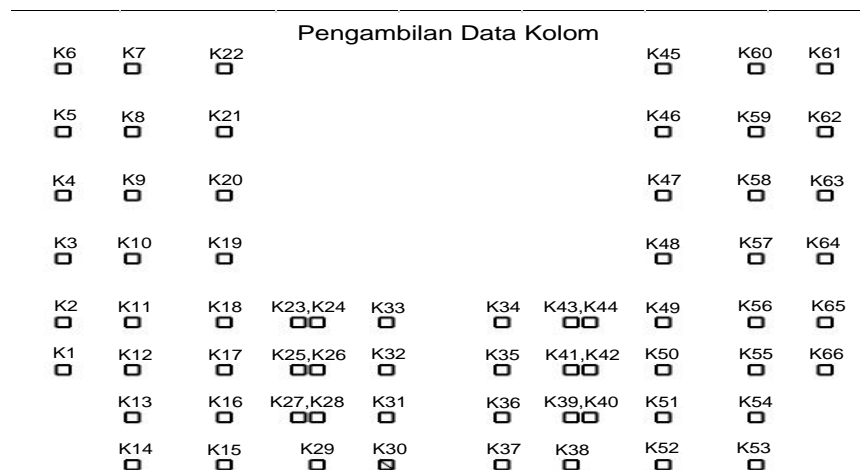 Pengambilan Data Kolom
K6 K7 K22 K45 K60 K61
K5 K8 K21 K46 K59 K62
K4 K9 K20 K47 K58 K63
K3 K10 K19 K48 K57 K64
K2 K11 K18 K23,K24 K33 K34 K43,K44 K49 K56 K65
K1 K12 K17 K25,K26 K32 K35 K41,K42 K50 K55 K66
K13 K16 K27,K28 K31 K36 K39,K40 K51 K54
K14 K15 K29 K30 K37 K38 K52 K53